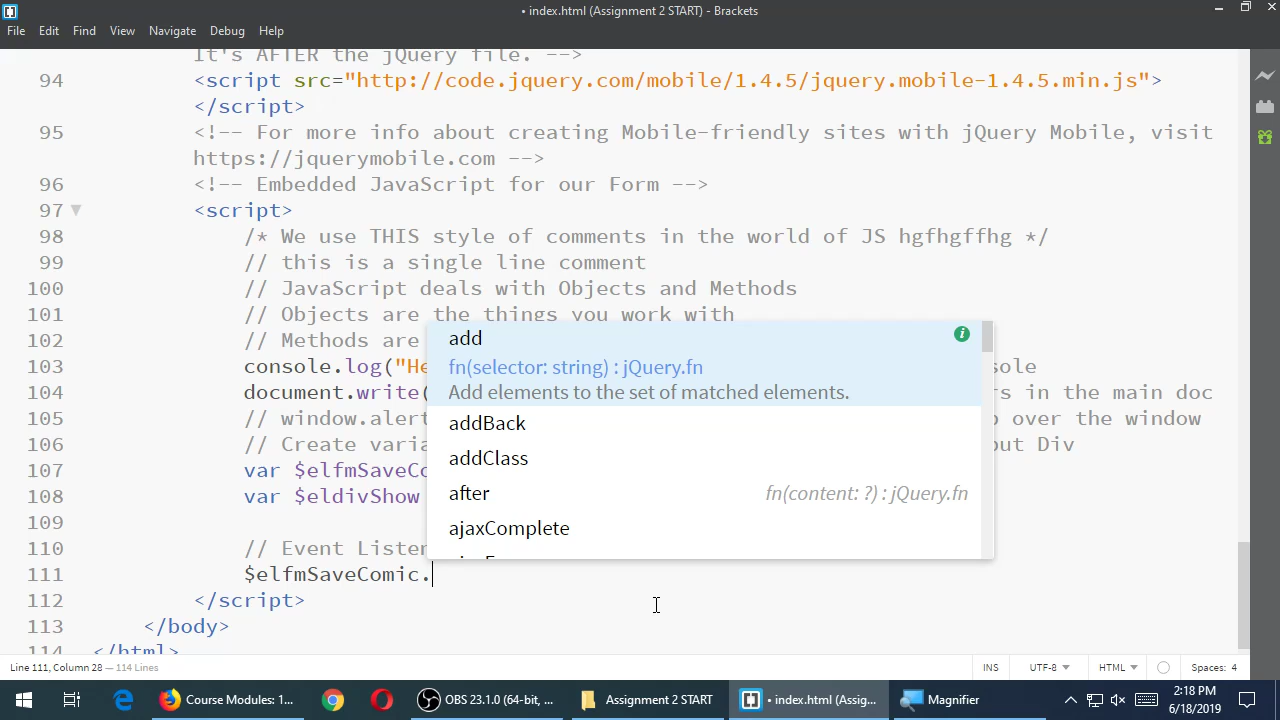 • index.html (Assignment 2 START) - Brackets
File Edit Find View Navigate Debug Help
It's AFTER the jQuery file. -->
94 <script src="http://code.jquery.com/mobile/1.4.5/jquery.mobile-1.4.5.min.js">
</script>
95 <!-- For more info about creating Mobile-friendly sites with jQuery Mobile, visit
https://jquerymobile.com -->
96 <!-- Embedded JavaScript for our Form -->
97 <script>
98 /* We use THIS style of comments in the world of JS hgfhgffhg */
99 // this is a single line comment
100 // JavaScript deals with Objects and Methods
101 // Objects are the things you work with
102 // Methods are
103 console.log("He
sole
104 document.write(
rs in the main doc
105 // window.alert
over the window
106 // Create varia
out Div
107 var $elfmSaveCo
108 var $eldivShow
109
110 // Event Listen
111 $elfmSaveComic.
112 </script>
113 </body>
114 </html>
add
fn(selector: string) : jQuery.fn
Add elements to the set of matched elements.
addBack
addClass
after fn(content: ?) : jQuery.fn
ajaxComplete
Line 111, Column 28 — 114 Lines
INS UTF-8 HTML Spaces: 4
Course Modules: 1...
OBS 23.1.0 (64-bit, ...
Assignment 2 START
• index.html (Assig...
Magnifier
2:18 PM
6/18/2019